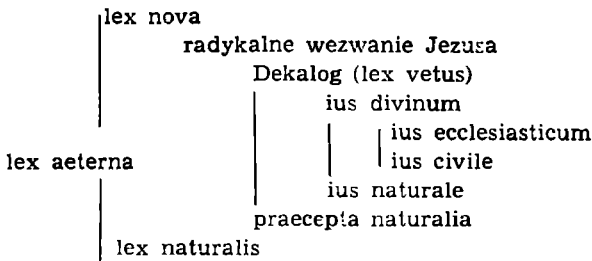 lex nova
radykalne wezwanie Jezusa
Dekalog (lex vetus)
ius divinum
ius ecclesiasticum
lex aeterna
ius civile
ius naturale
praecepta naturalia
lex naturalis